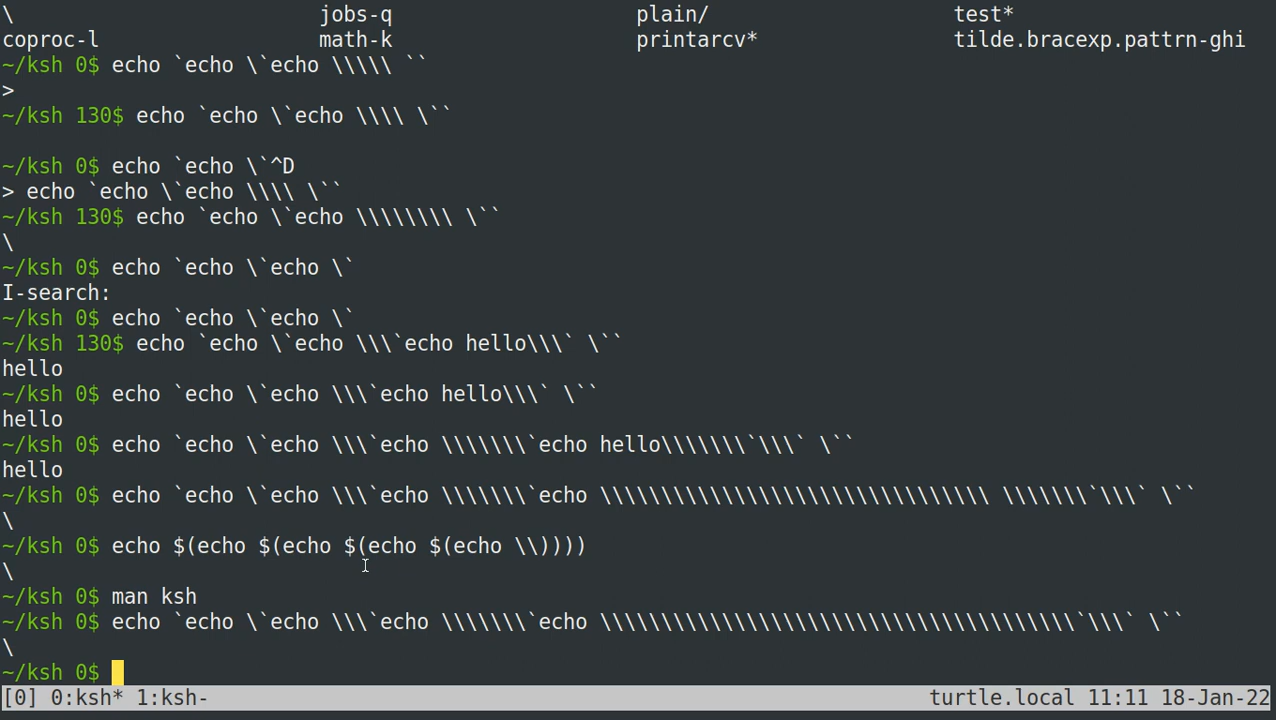 \ jobs-q plain/ test*
coproc-l math-k printarcv* tilde.bracexp.pattrn-ghi
~/ksh 0$ echo `echo \`echo \\\\\ ``
>
~/ksh 130$ echo `echo \`echo \\\\ \``
~/ksh 0$ echo `echo \`^D
> echo `echo \`echo \\\\ \``
~/ksh 130$ echo `echo \`echo \\\\\\\\ \``
\
~/ksh 0$ echo `echo \`echo \`
I-search:
~/ksh 0$ echo `echo \`echo \`
~/ksh 130$ echo `echo \`echo \\\`echo hello\\\` \``
hello
~/ksh 0$ echo `echo \`echo \\\`echo hello\\\` \``
hello
~/ksh 0$ echo `echo \`echo \\\`echo \\\\\\\`echo hello\\\\\\\`\\\` \``
hello
~/ksh 0$ echo `echo \`echo \\\`echo \\\\\\\`echo \\\\\\\\\\\\\\\\\\\\\\\\\\\\\\\\ \\\\\\\`\\\` \``
\
~/ksh 0$ echo $(echo $(echo $(echo $(echo \\))))
\
~/ksh 0$ man ksh
~/ksh 0$ echo `echo \`echo \\\`echo \\\\\\\`echo \\\\\\\\\\\\\\\\\\\\\\\\\\\\\\\\\\\\\\\`\\\` \``
\
~/ksh 0$
[0] 0:ksh* 1:ksh- turtle.local 11:11 18-Jan-22